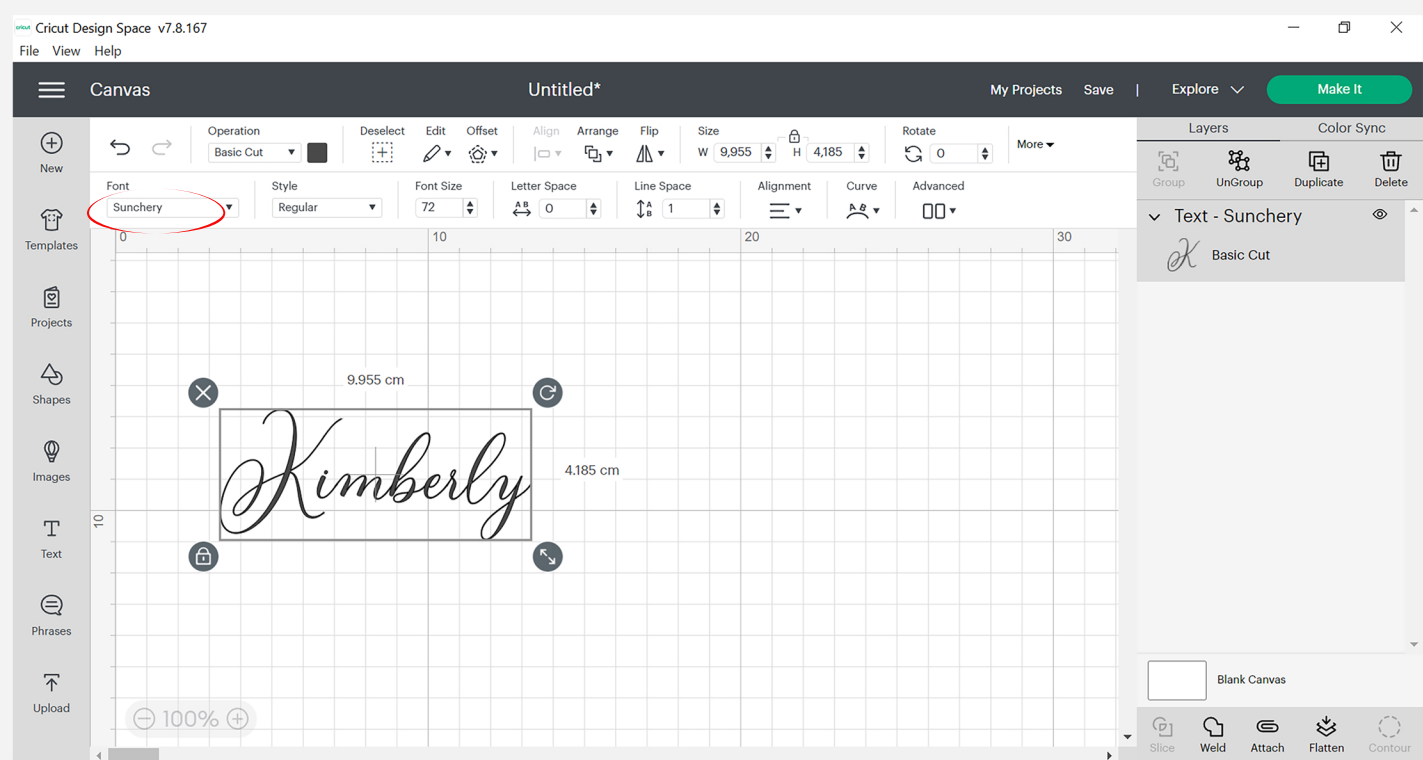 cricut Cricut Design Space v7.8.167
File View Help
Canvas Untitled* My Projects Save | Explore Make It
New
Templates
Projects
Shapes
Images
Text
Phrases
Upload
Operation Deselect Edit Offset Align Arrange Flip Size Rotate
Basic Cut W 9,955 H 4,185 0 More
Font Style Font Size Letter Space Line Space Alignment Curve Advanced
Sunchery Regular 72 A B 0 A B 1 A B
0 10 20 30
10
9.955 cm
Kimberly
4.185 cm
100%
Layers Color Sync
Group UnGroup Duplicate Delete
Text - Sunchery
K Basic Cut
Blank Canvas
Slice Weld Attach Flatten Contour